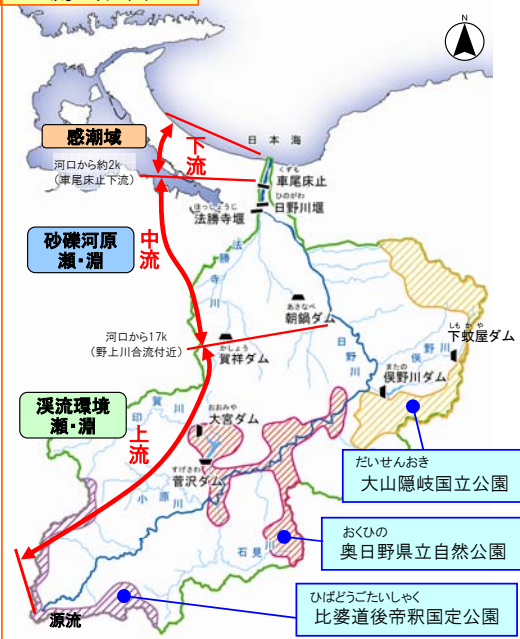 N
感潮域
日本海
下流
河口から約2k
(車尾床止下流)
くずも
車尾床止
ひのがわ
日野川堰
ほっしょうじ
法勝寺堰
砂礫河原
瀬・淵
中流
法勝寺川
あさなべ
朝鍋ダム
日野川
しもかや
下蚊屋ダム
俣野川
またの
俣野川ダム
河口から17k
(野上川合流付近)
かしょう
賀祥ダム
渓流環境
瀬・淵
上流
印賀川
おおみや
大宮ダム
すげさわ
菅沢ダム
小原川
石見川
だいせんおき
大山隠岐国立公園
おくひの
奥日野県立自然公園
ひばどうごたいしゃく
比婆道後帝釈国定公園
源流